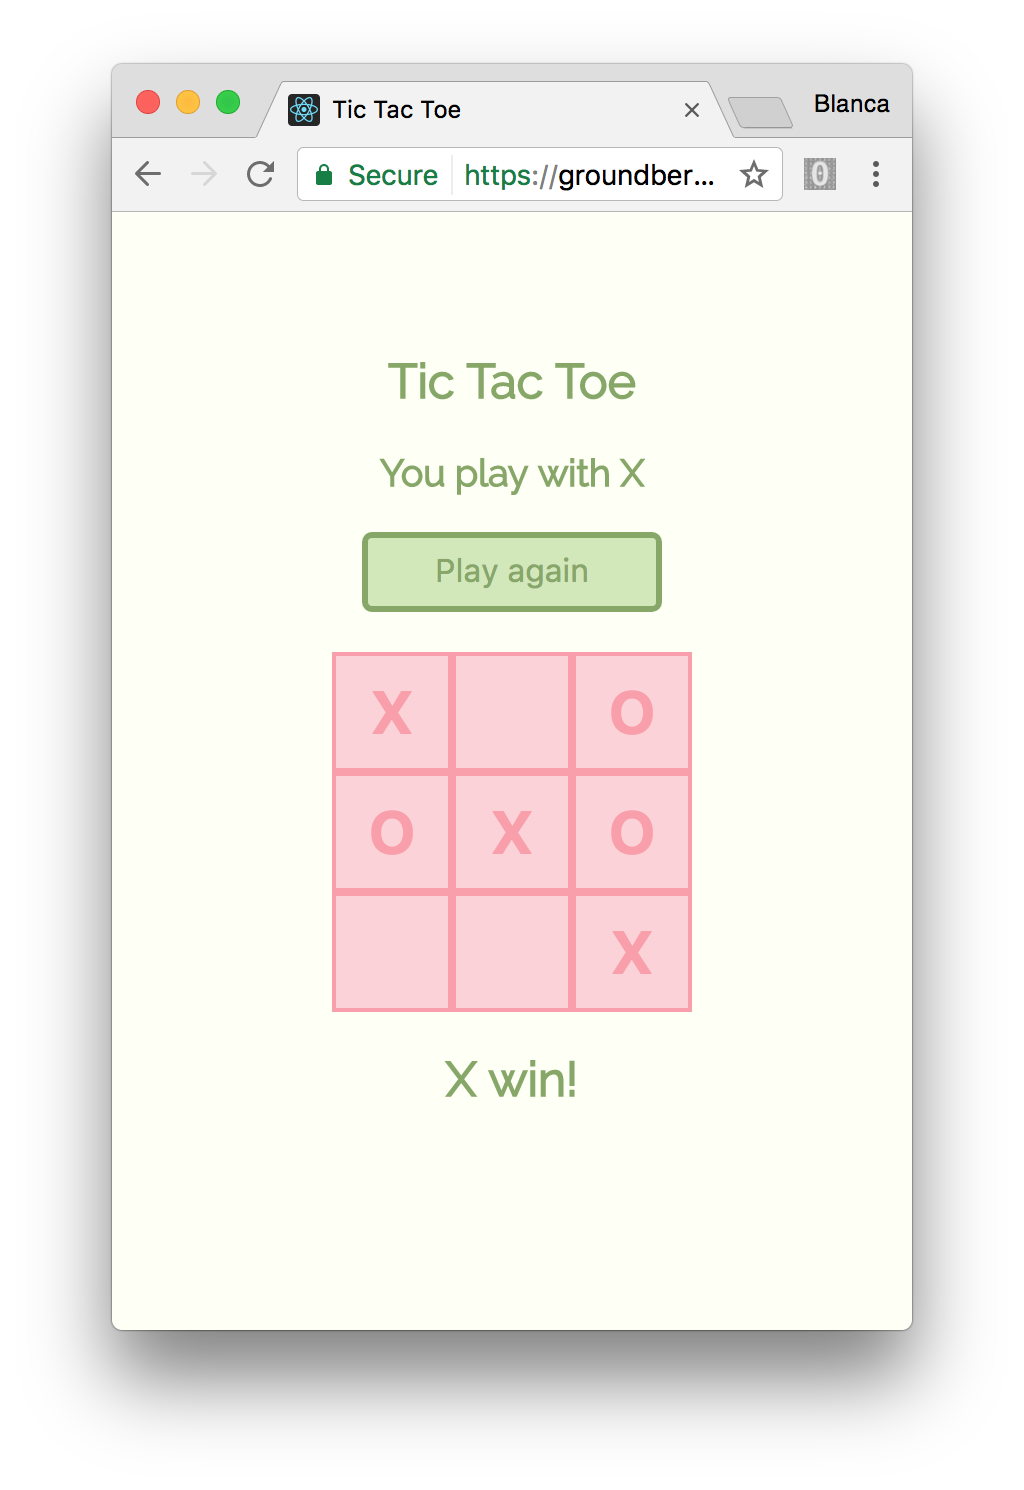 Tic Tac Toe
Blanca
Secure https://groundber...
Tic Tac Toe
You play with X
Play again
X O
O X O
X
X win!